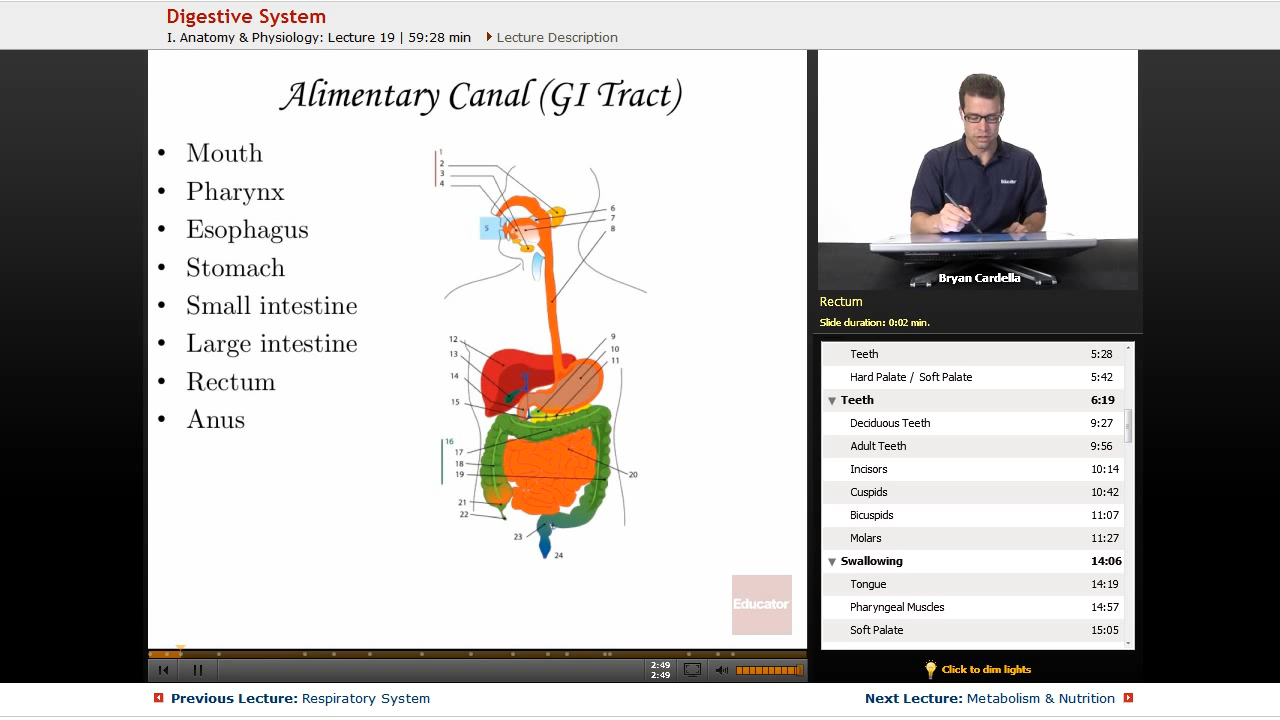 Digestive System
I. Anatomy & Physiology: Lecture 19 | 59:28 min Lecture Description
Alimentary Canal (GI Tract)
• Mouth
• Pharynx
• Esophagus
• Stomach
• Small intestine
• Large intestine
• Rectum
• Anus
1
2
3
4
5
6
7
8
9
10
11
12
13
14
15
16
17
18
19
20
21
22
23
24
Educator
Educator
Bryan Cardella
Rectum
Slide duration: 0:02 min.
Teeth 5:28
Hard Palate / Soft Palate 5:42
Teeth 6:19
Deciduous Teeth 9:27
Adult Teeth 9:56
Incisors 10:14
Cuspids 10:42
Bicuspids 11:07
Molars 11:27
Swallowing 14:06
Tongue 14:19
Pharyngeal Muscles 14:57
Soft Palate 15:05
2:49
2:49
Click to dim lights
Previous Lecture: Respiratory System
Next Lecture: Metabolism & Nutrition